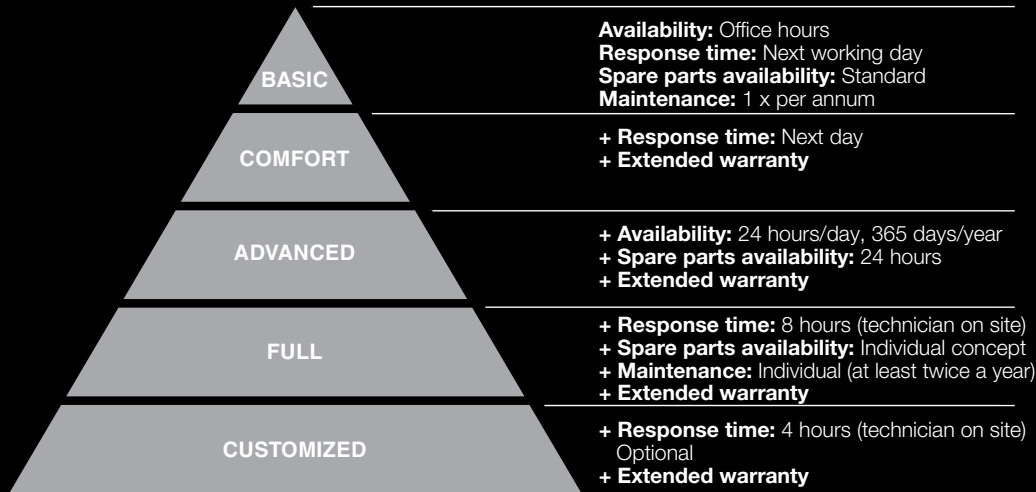 BASIC
Availability: Office hours
Response time: Next working day
Spare parts availability: Standard
Maintenance: 1 x per annum
COMFORT
+ Response time: Next day
+ Extended warranty
ADVANCED
+ Availability: 24 hours/day, 365 days/year
+ Spare parts availability: 24 hours
+ Extended warranty
FULL
+ Response time: 8 hours (technician on site)
+ Spare parts availability: Individual concept
+ Maintenance: Individual (at least twice a year)
+ Extended warranty
CUSTOMIZED
+ Response time: 4 hours (technician on site)
Optional
+ Extended warranty